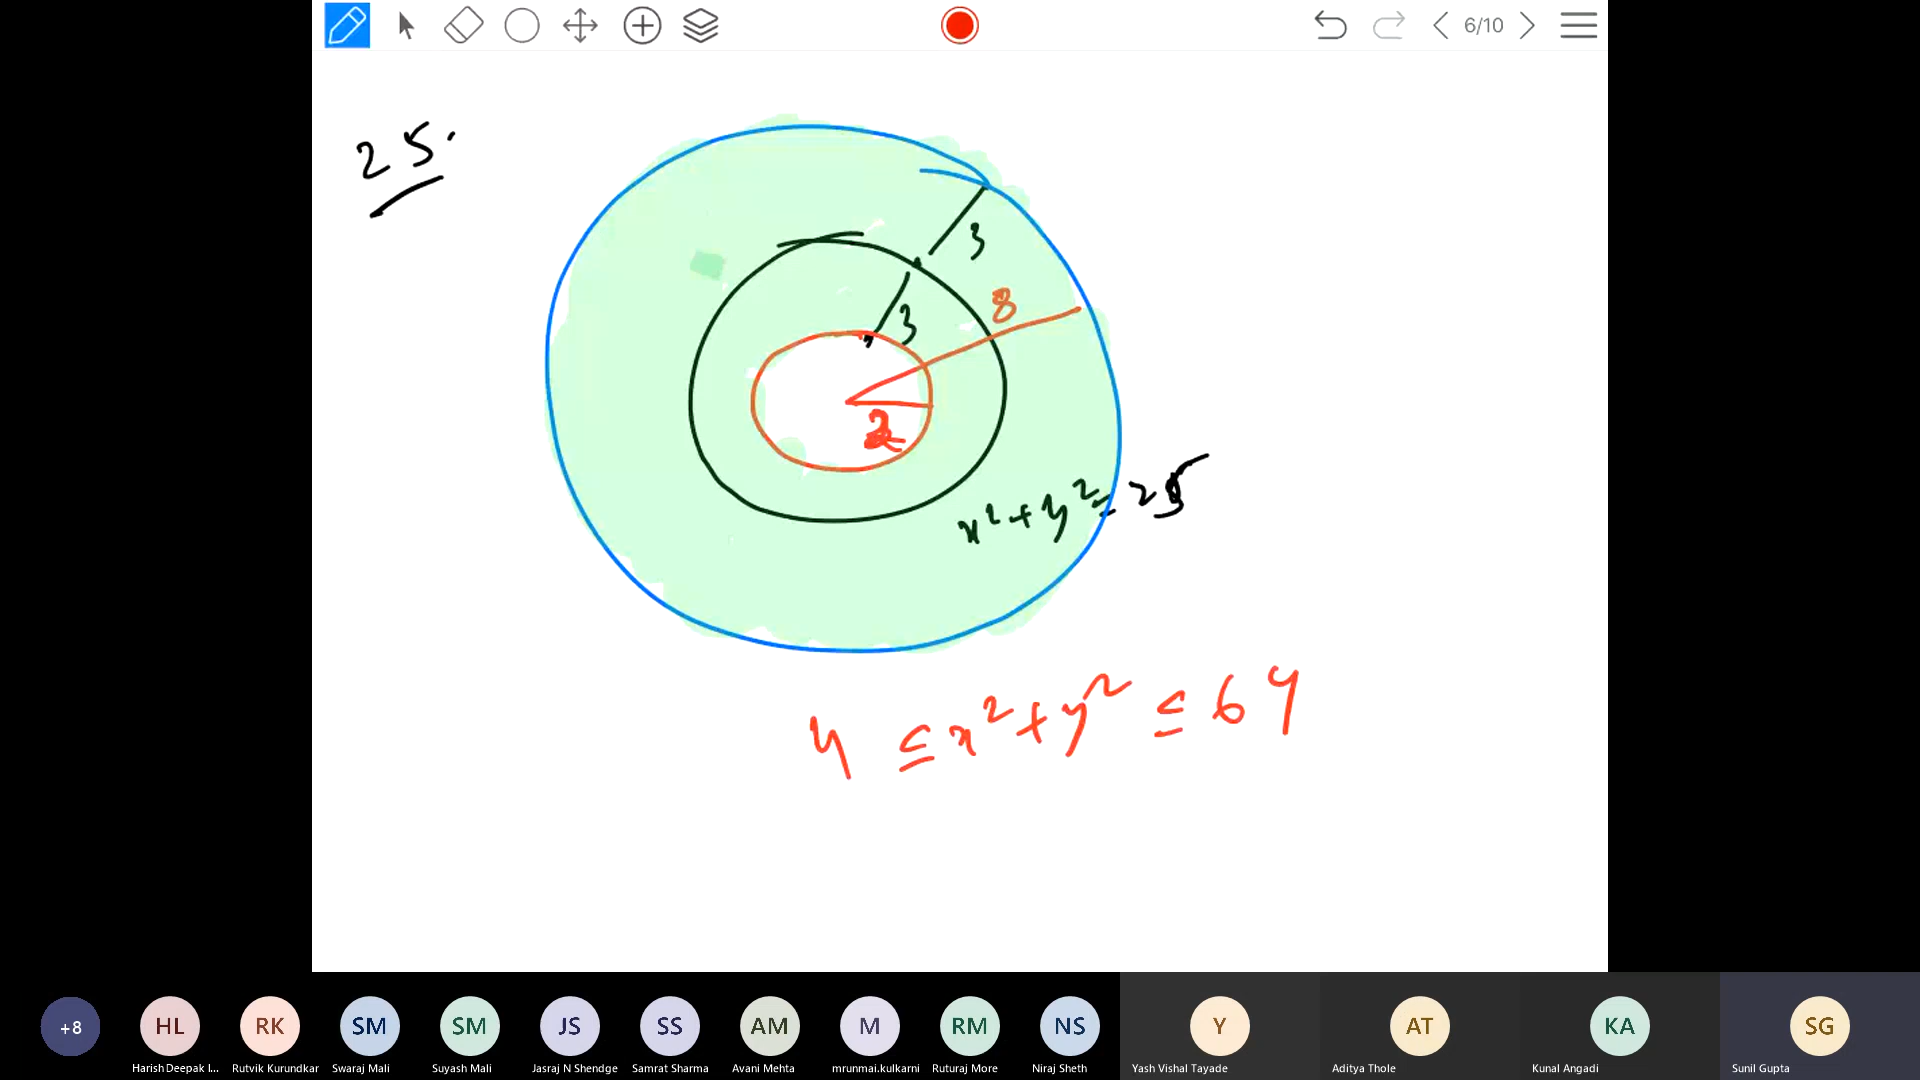 6/10
25.
3
8
3
2
x²+y²=25
4 ≤ x²+y² ≤ 64
+8 HL RK SM SM JS SS AM M RM NS Y AT KA SG
Harish Deepak I... Rutvik Kurundkar Swaraj Mali Suyash Mali Jasraj N Shendge Samrat Sharma Avani Mehta mrunmai.kulkarni Ruturaj More Niraj Sheth Yash Vishal Tayade Aditya Thole Kunal Angadi Sunil Gupta